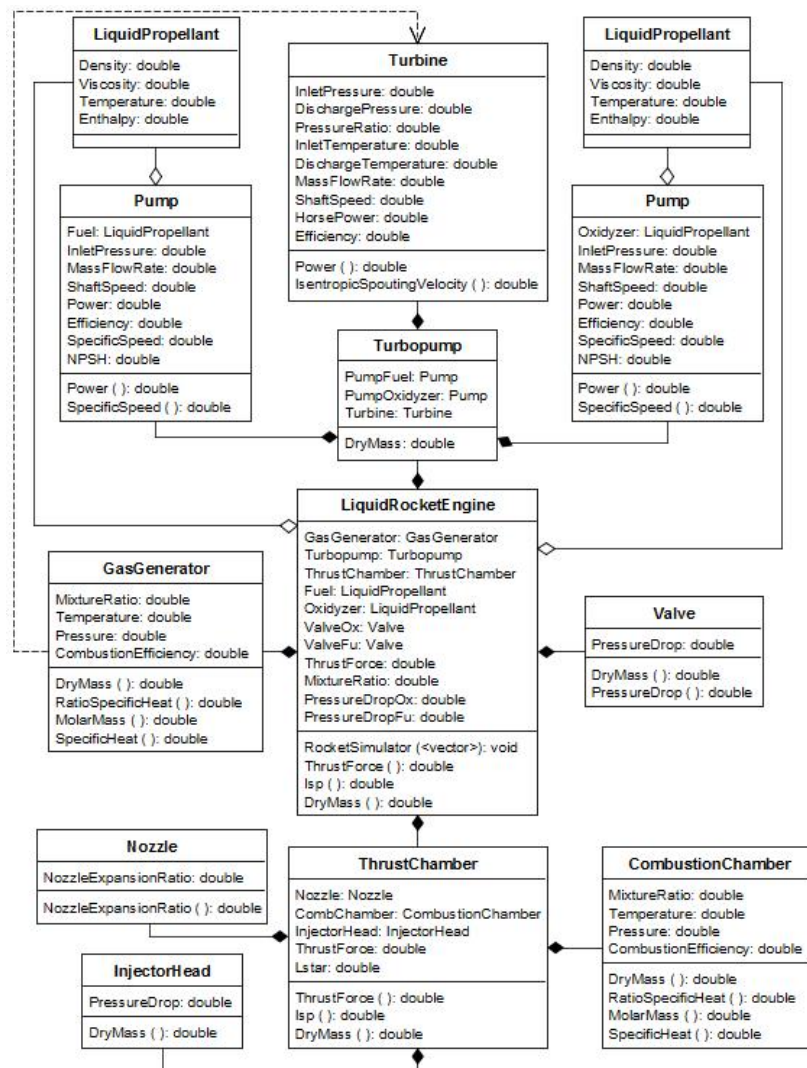 LiquidPropellant
Density: double
Viscosity: double
Temperature: double
Enthalpy: double
Turbine
InletPressure: double
DischargePressure: double
PressureRatio: double
InletTemperature: double
DischargeTemperature: double
MassFlowRate: double
ShaftSpeed: double
HorsePower: double
Efficiency: double
Power ( ): double
IsentropicSpoutingVelocity ( ): double
LiquidPropellant
Density: double
Viscosity: double
Temperature: double
Enthalpy: double
Pump
Fuel: LiquidPropellant
InletPressure: double
MassFlowRate: double
ShaftSpeed: double
Power: double
Efficiency: double
SpecificSpeed: double
NPSH: double
Power ( ): double
SpecificSpeed ( ): double
Pump
Oxidyzer: LiquidPropellant
InletPressure: double
MassFlowRate: double
ShaftSpeed: double
Power: double
Efficiency: double
SpecificSpeed: double
NPSH: double
Power ( ): double
SpecificSpeed ( ): double
Turbopump
PumpFuel: Pump
PumpOxidyzer: Pump
Turbine: Turbine
DryMass: double
LiquidRocketEngine
GasGenerator: GasGenerator
Turbopump: Turbopump
ThrustChamber: ThrustChamber
Fuel: LiquidPropellant
Oxidyzer: LiquidPropellant
ValveOx: Valve
ValveFu: Valve
ThrustForce: double
MixtureRatio: double
PressureDropOx: double
PressureDropFu: double
RocketSimulator (<vector>): void
ThrustForce ( ): double
Isp ( ): double
DryMass ( ): double
GasGenerator
MixtureRatio: double
Temperature: double
Pressure: double
CombustionEfficiency: double
DryMass ( ): double
RatioSpecificHeat ( ): double
MolarMass ( ): double
SpecificHeat ( ): double
Valve
PressureDrop: double
DryMass ( ): double
PressureDrop ( ): double
Nozzle
NozzleExpansionRatio: double
NozzleExpansionRatio ( ): double
ThrustChamber
Nozzle: Nozzle
CombChamber: CombustionChamber
InjectorHead: InjectorHead
ThrustForce: double
Lstar: double
ThrustForce ( ): double
Isp ( ): double
DryMass ( ): double
CombustionChamber
MixtureRatio: double
Temperature: double
Pressure: double
CombustionEfficiency: double
DryMass ( ): double
RatioSpecificHeat ( ): double
MolarMass ( ): double
SpecificHeat ( ): double
InjectorHead
PressureDrop: double
DryMass ( ): double